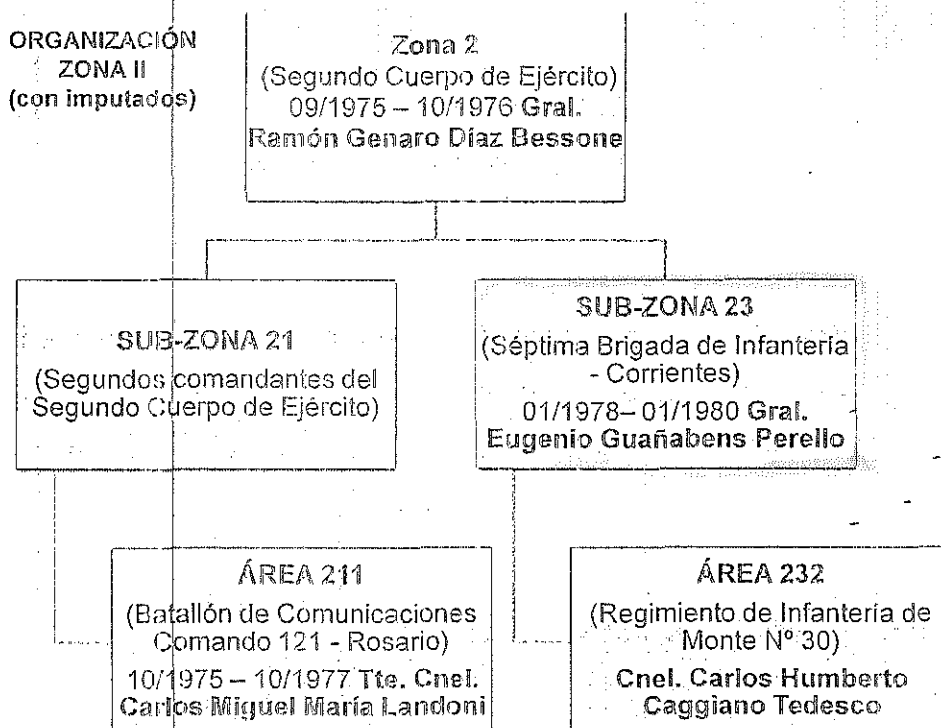 ORGANIZACIÓN
ZONA II
(con imputados)
Zona 2
(Segundo Cuerpo de Ejército)
09/1975 – 10/1976 Gral.
Ramón Genaro Díaz Bessone
SUB-ZONA 21
(Segundos comandantes del
Segundo Cuerpo de Ejército)
SUB-ZONA 23
(Séptima Brigada de Infantería
- Corrientes)
01/1978– 01/1980 Gral.
Eugenio Guañabens Perello
ÁREA 211
(Batallón de Comunicaciones
Comando 121 - Rosario)
10/1975 – 10/1977 Tte. Cnel.
Carlos Miguel María Landoni
ÁREA 232
(Regimiento de Infantería de
Monte Nº 30)
Cnel. Carlos Humberto
Caggiano Tedesco